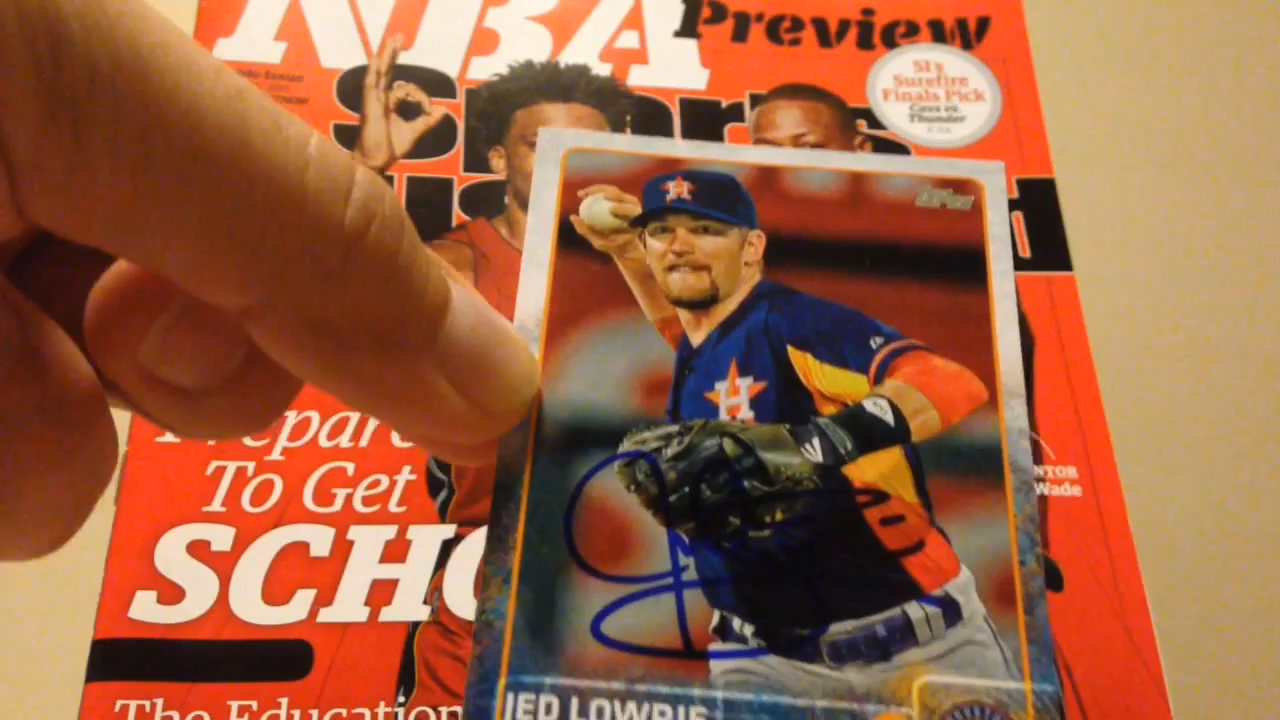 NBA Preview
Sports
SI's
Surefire
Finals Pick
Cavs vs.
Thunder
Topps
H
H
Prepare
To Get
SCHO
NTOR
Wade
The Education
JED LOWRIE